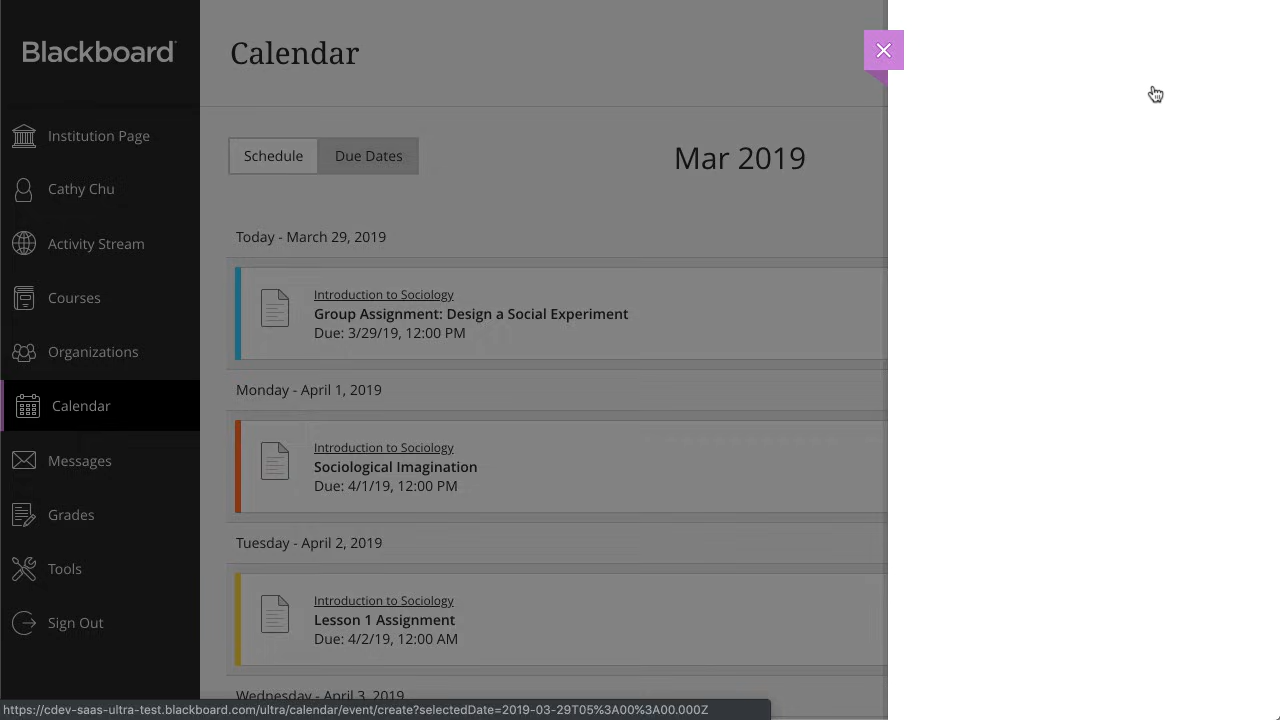 Blackboard
Calendar
Institution Page
Cathy Chu
Activity Stream
Courses
Organizations
Calendar
Messages
Grades
Tools
Sign Out
Schedule
Due Dates
Mar 2019
Today - March 29, 2019
Introduction to Sociology
Group Assignment: Design a Social Experiment
Due: 3/29/19, 12:00 PM
Monday - April 1, 2019
Introduction to Sociology
Sociological Imagination
Due: 4/1/19, 12:00 PM
Tuesday - April 2, 2019
Introduction to Sociology
Lesson 1 Assignment
Due: 4/2/19, 12:00 AM
Wednesday - April 3, 2019
https://cdev-saas-ultra-test.blackboard.com/ultra/calendar/event/create?selectedDate=2019-03-29T05%3A00%3A00.000Z